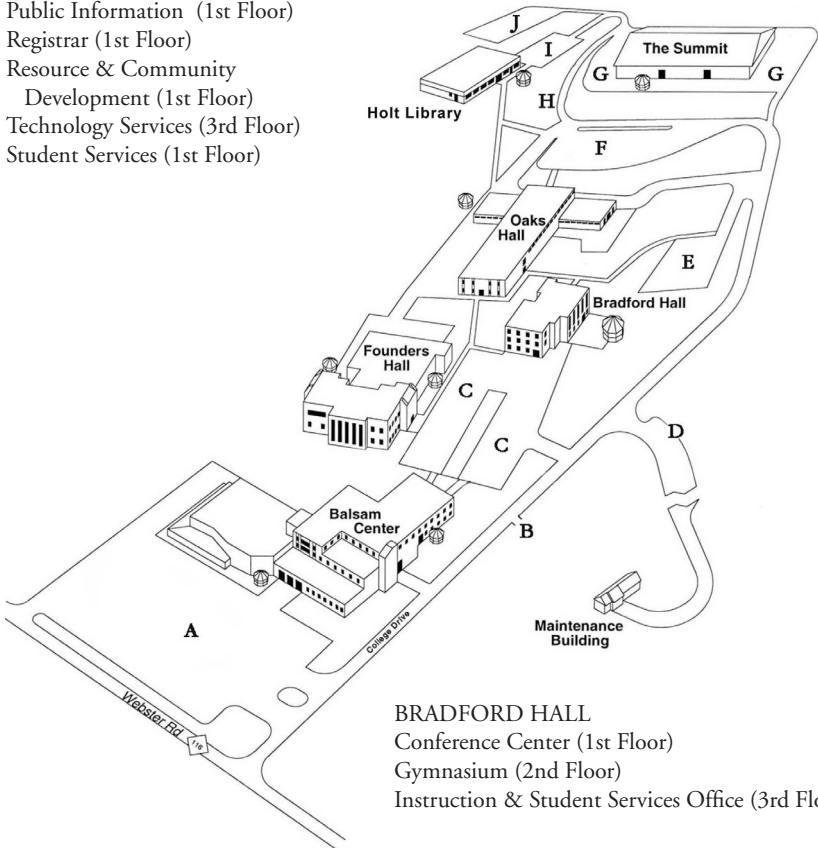 Public Information (1st Floor)
Registrar (1st Floor)
Resource & Community
Development (1st Floor)
Technology Services (3rd Floor)
Student Services (1st Floor)
J
I
The Summit
G
G
Holt Library
H
F
Oaks
Hall
E
Bradford Hall
Founders
Hall
C
C
D
Balsam
Center
B
A
College Drive
Maintenance
Building
Webster Rd
116
BRADFORD HALL
Conference Center (1st Floor)
Gymnasium (2nd Floor)
Instruction & Student Services Office (3rd Flo